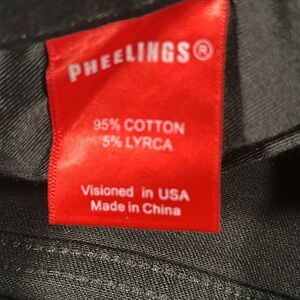 PHEELINGS®
95% COTTON
5% LYRCA
Visioned in USA
Made in China